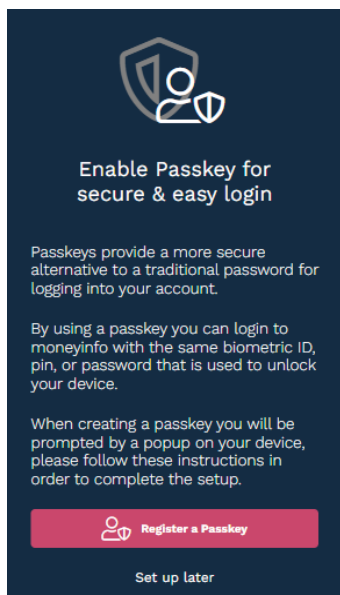 Enable Passkey for
secure & easy login
Passkeys provide a more secure
alternative to a traditional password for
logging into your account.
By using a passkey you can login to
moneyinfo with the same biometric ID,
pin, or password that is used to unlock
your device.
When creating a passkey you will be
prompted by a popup on your device,
please follow these instructions in
order to complete the setup.
Register a Passkey
Set up later